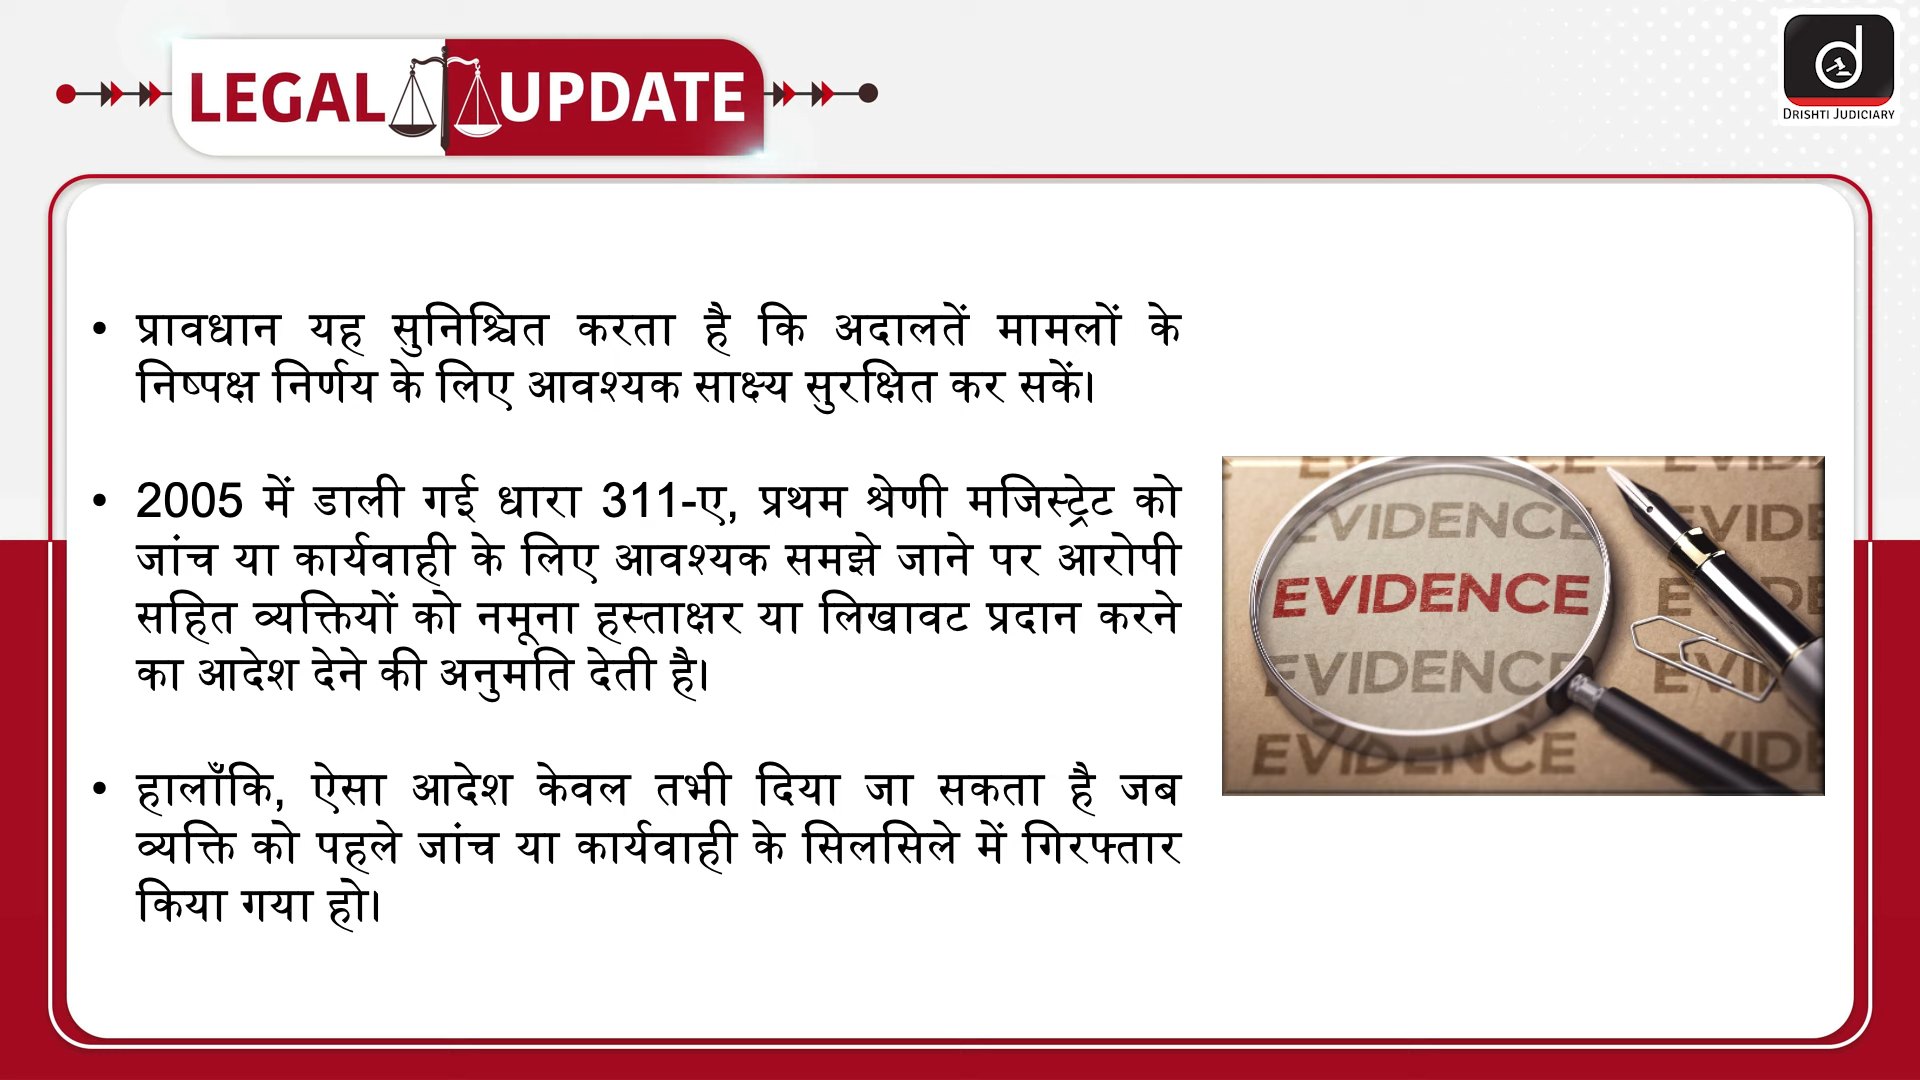 LEGAL UPDATE
DRISHTI JUDICIARY
• प्रावधान यह सुनिश्चित करता है कि अदालतें मामलों के
निष्पक्ष निर्णय के लिए आवश्यक साक्ष्य सुरक्षित कर सकें।
• 2005 में डाली गई धारा 311-ए, प्रथम श्रेणी मजिस्ट्रेट को
जांच या कार्यवाही के लिए आवश्यक समझे जाने पर आरोपी
सहित व्यक्तियों को नमूना हस्ताक्षर या लिखावट प्रदान करने
का आदेश देने की अनुमति देती है।
• हालाँकि, ऐसा आदेश केवल तभी दिया जा सकता है जब
व्यक्ति को पहले जांच या कार्यवाही के सिलसिले में गिरफ्तार
किया गया हो।
EVIDENCE
EVIDENCE
EVIDENCE
EVIDENCE